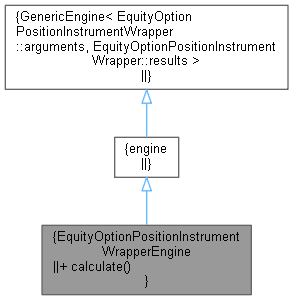 {GenericEngine< EquityOption
PositionInstrumentWrapper
::arguments, EquityOptionPositionInstrument
Wrapper::results >
||}
{engine
||}
{EquityOptionPositionInstrument
WrapperEngine
||+ calculate()
}